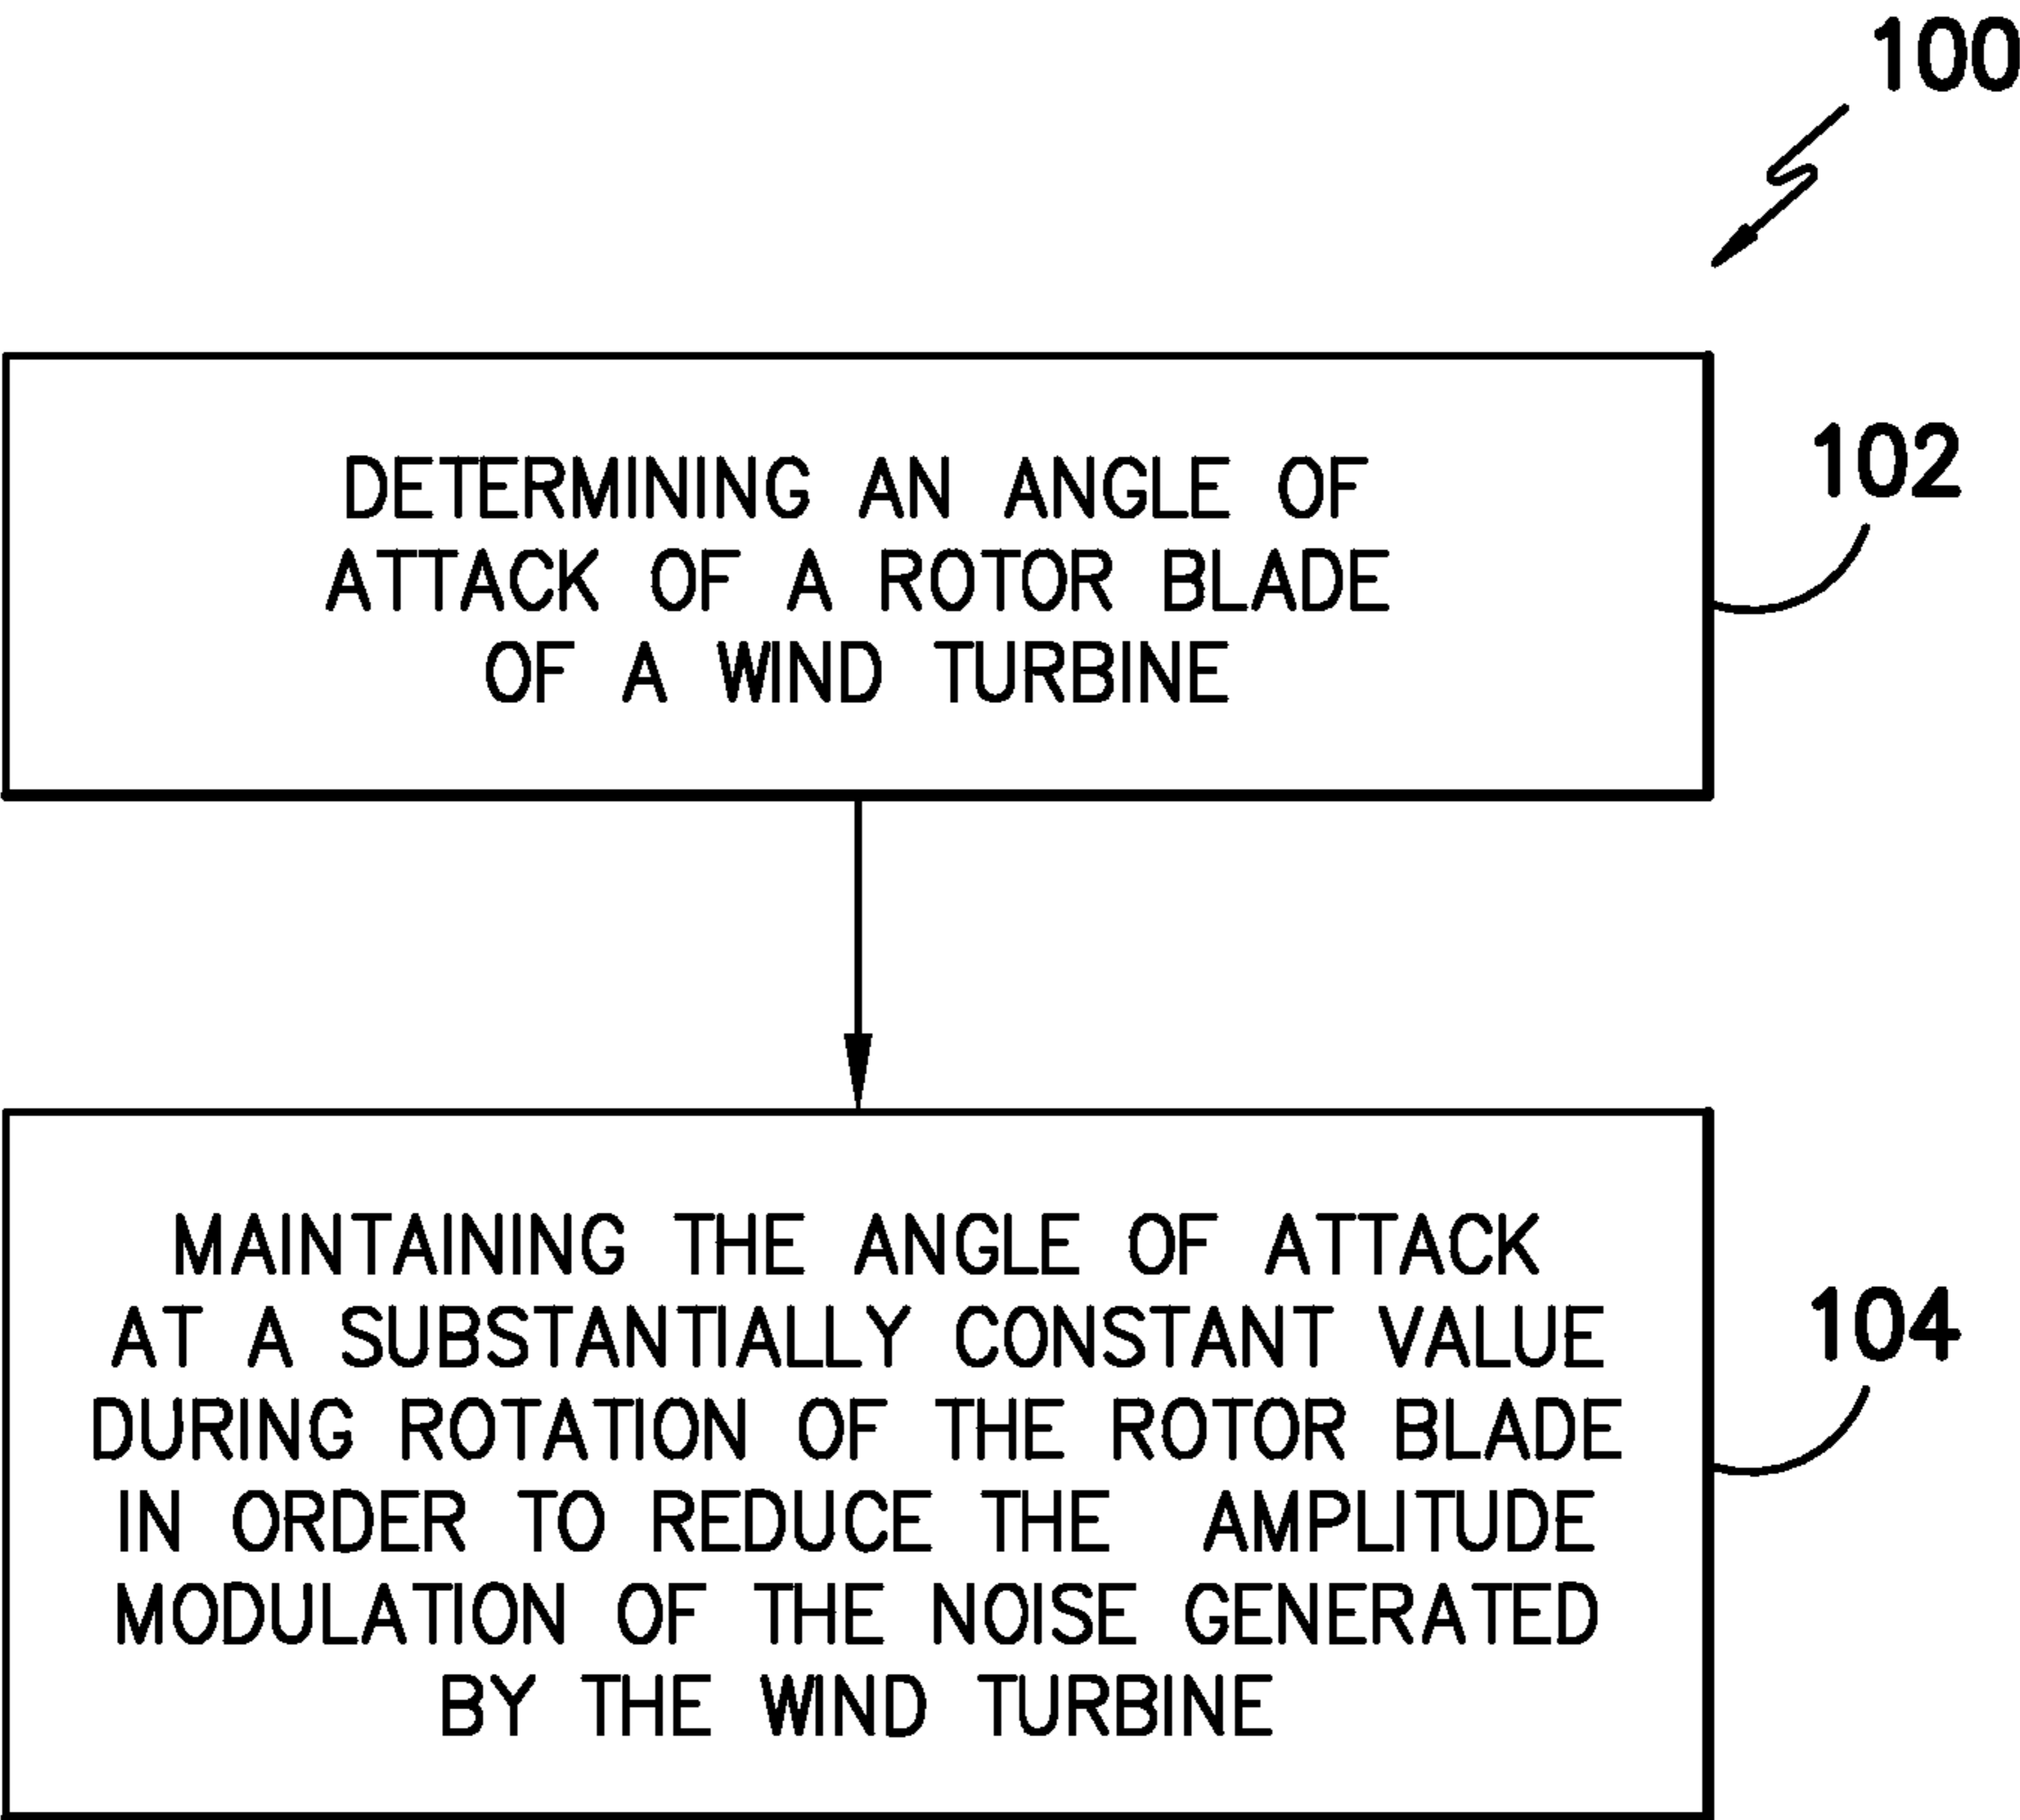 100
DETERMINING AN ANGLE OF
ATTACK OF A ROTOR BLADE
OF A WIND TURBINE
102
MAINTAINING THE ANGLE OF ATTACK
AT A SUBSTANTIALLY CONSTANT VALUE
DURING ROTATION OF THE ROTOR BLADE
IN ORDER TO REDUCE THE AMPLITUDE
MODULATION OF THE NOISE GENERATED
BY THE WIND TURBINE
104